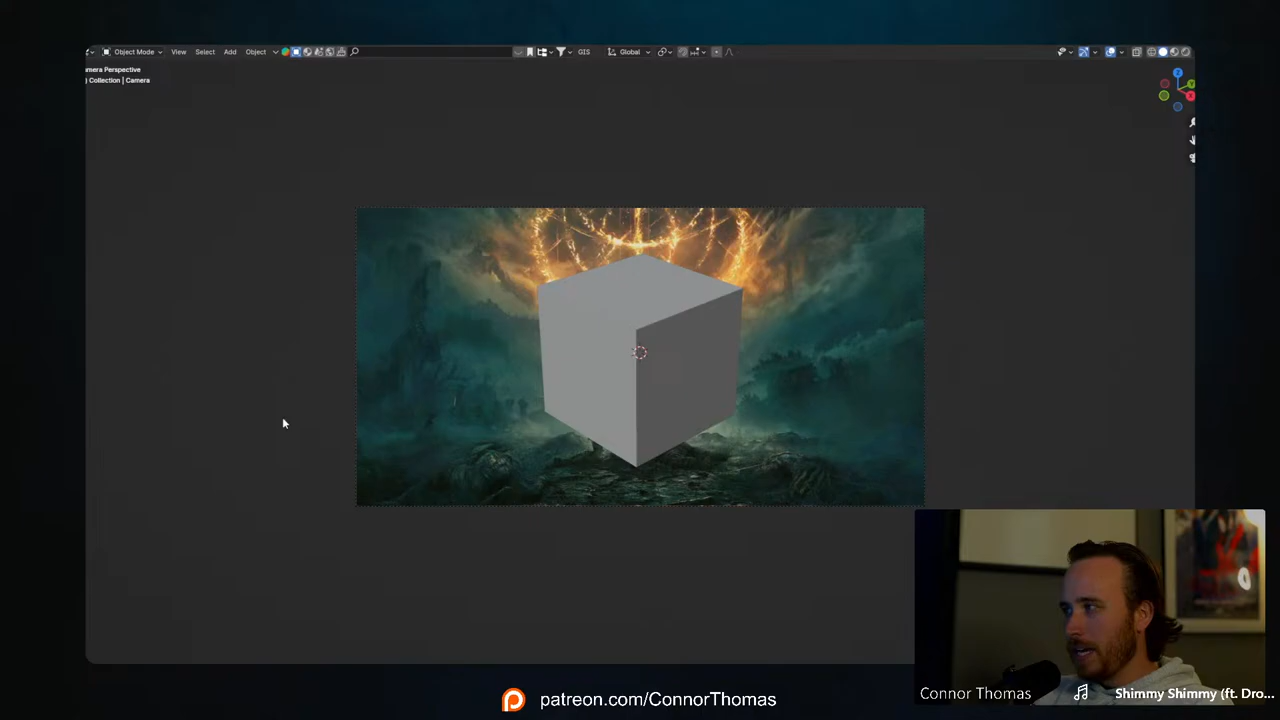 Object Mode View Select Add Object GIS Global
amera Perspective
) Collection | Camera
Z
Y
X
Connor Thomas Shimmy Shimmy (ft. Dro...
patreon.com/ConnorThomas